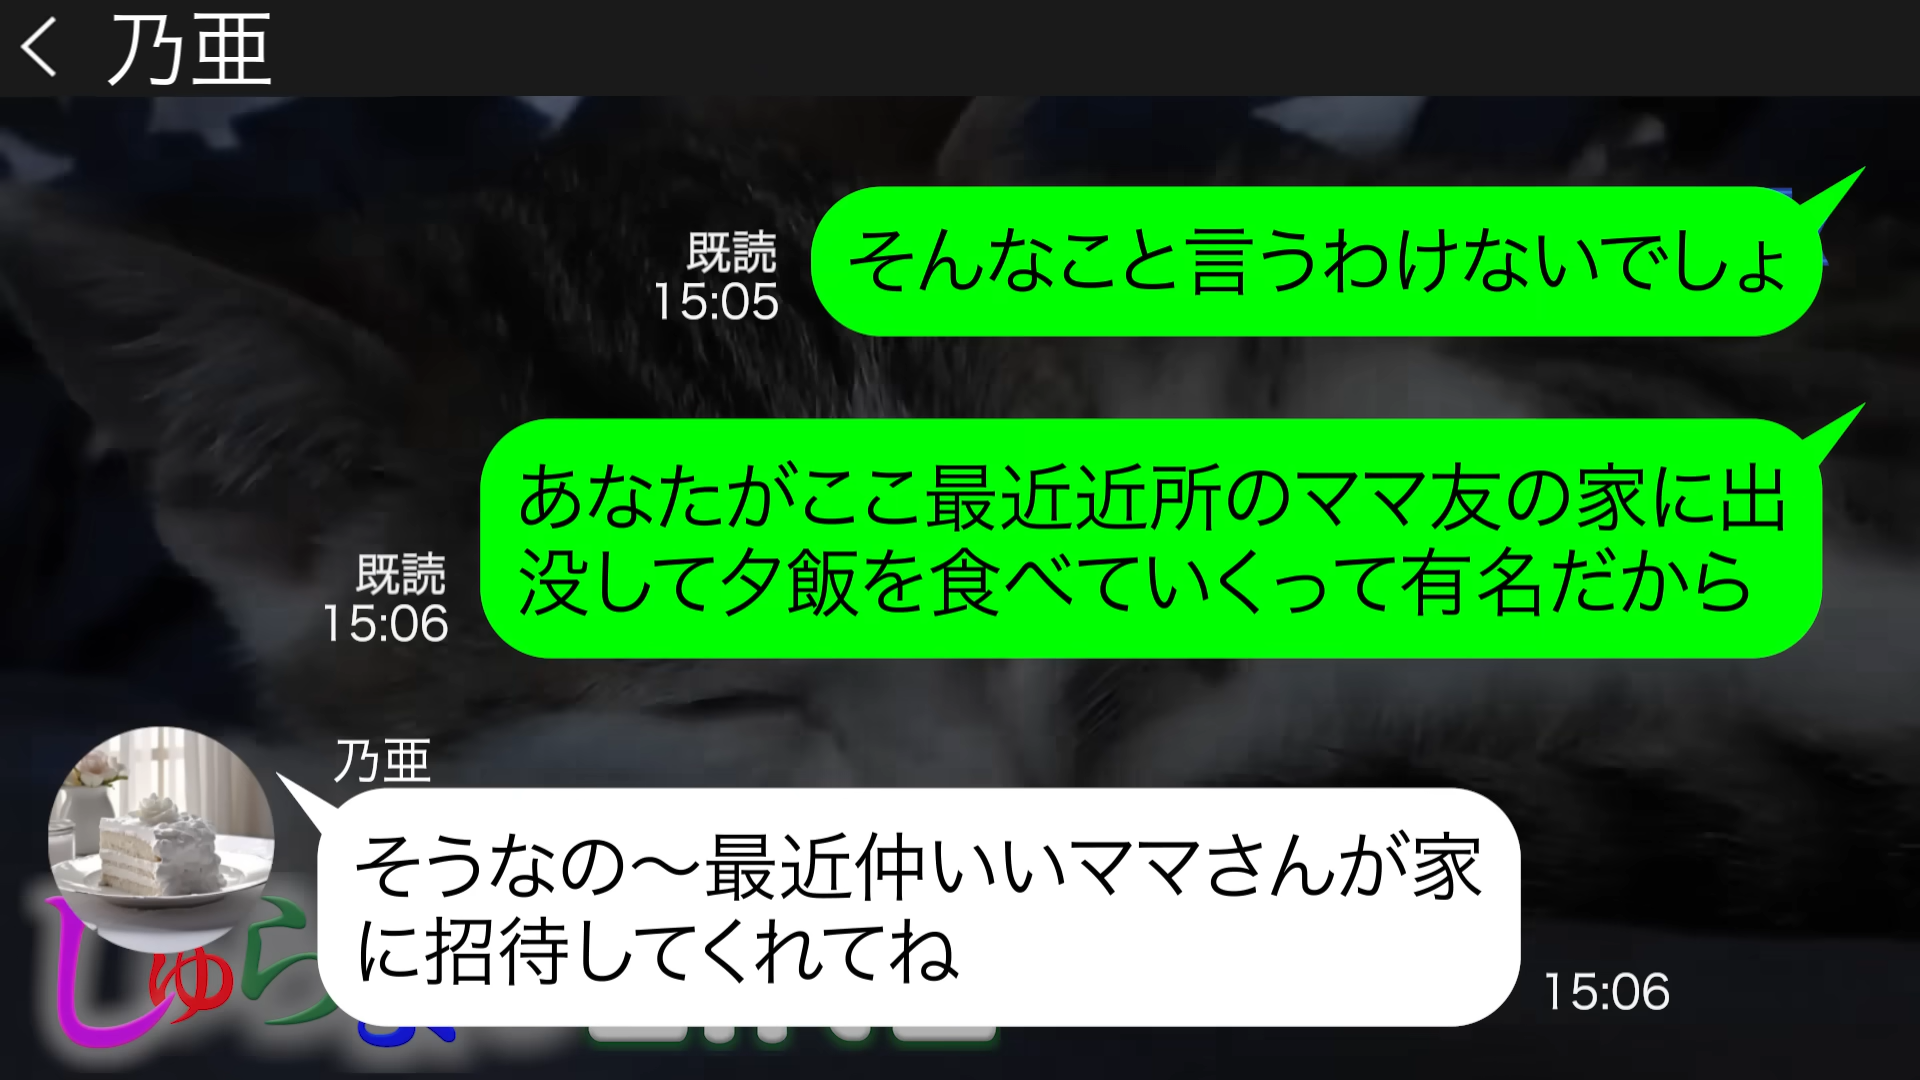 乃亜
そんなこと言うわけないでしょ
既読
15:05
あなたがここ最近近所のママ友の家に出
没して夕飯を食べていくって有名だから
既読
15:06
乃亜
そうなの〜最近仲いいママさんが家
に招待してくれてね
15:06
しゅら